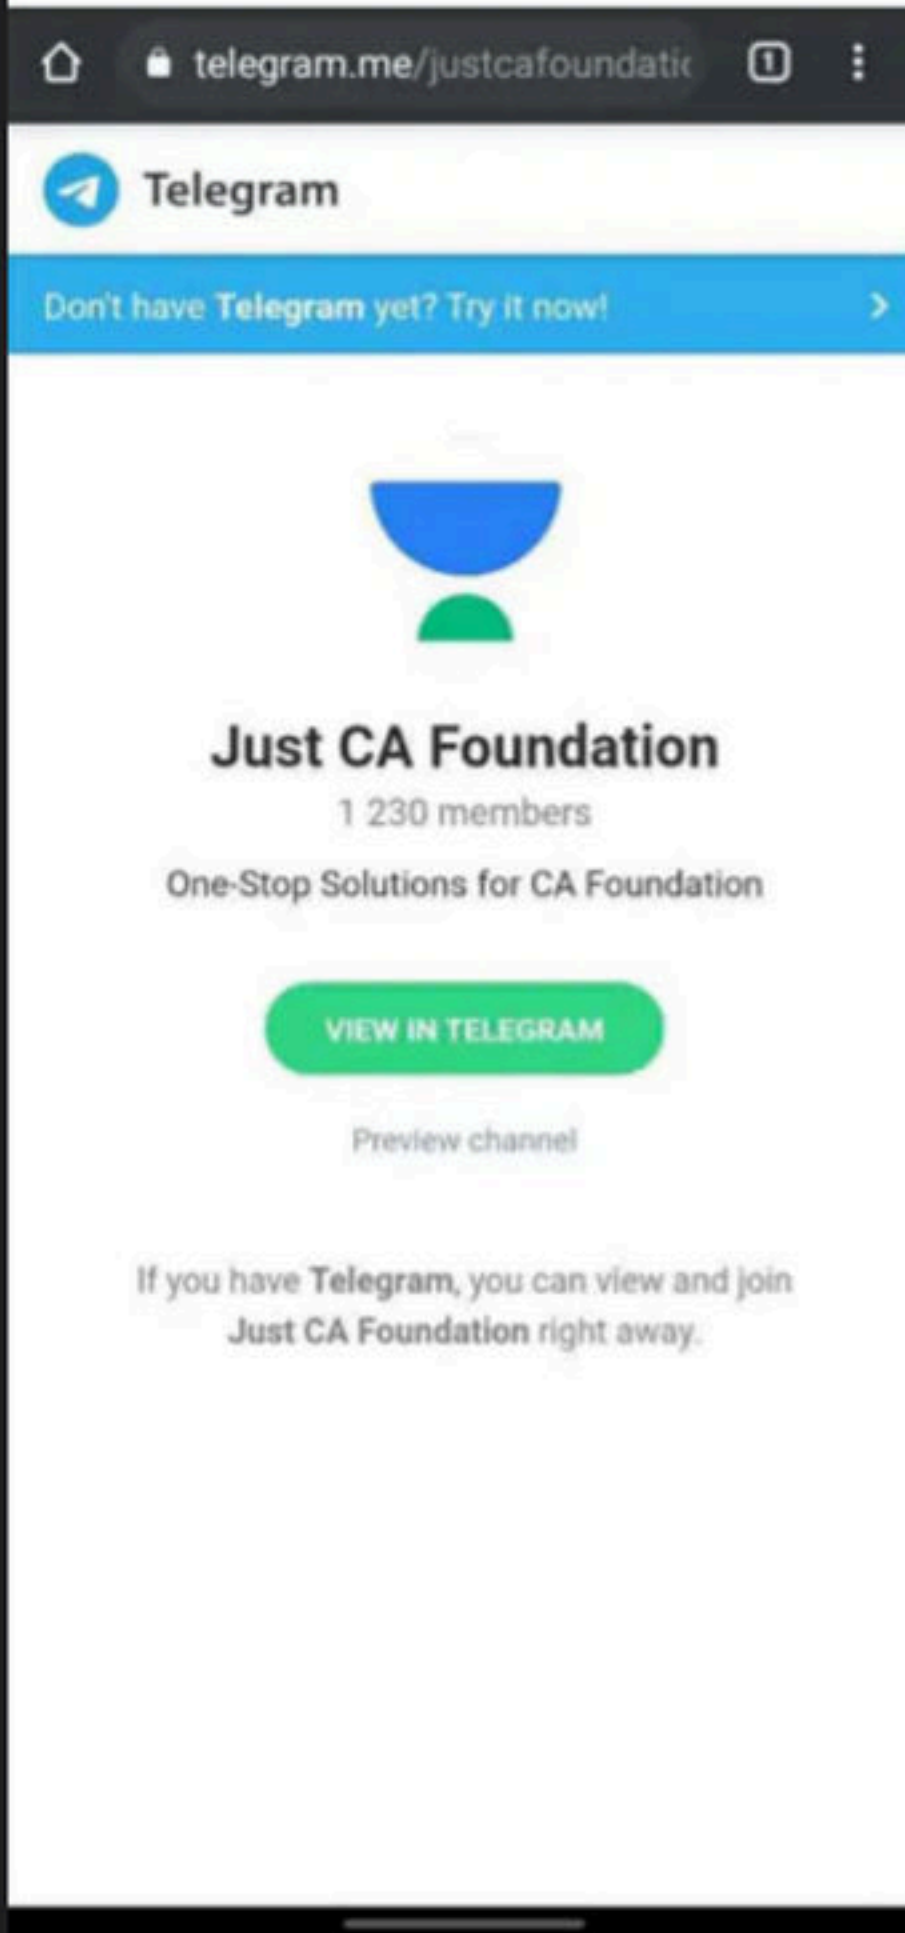 telegram.me/justcafoundatic
1
Telegram
Don't have Telegram yet? Try it now!
Just CA Foundation
1 230 members
One-Stop Solutions for CA Foundation
VIEW IN TELEGRAM
Preview channel
If you have Telegram, you can view and join
Just CA Foundation right away.